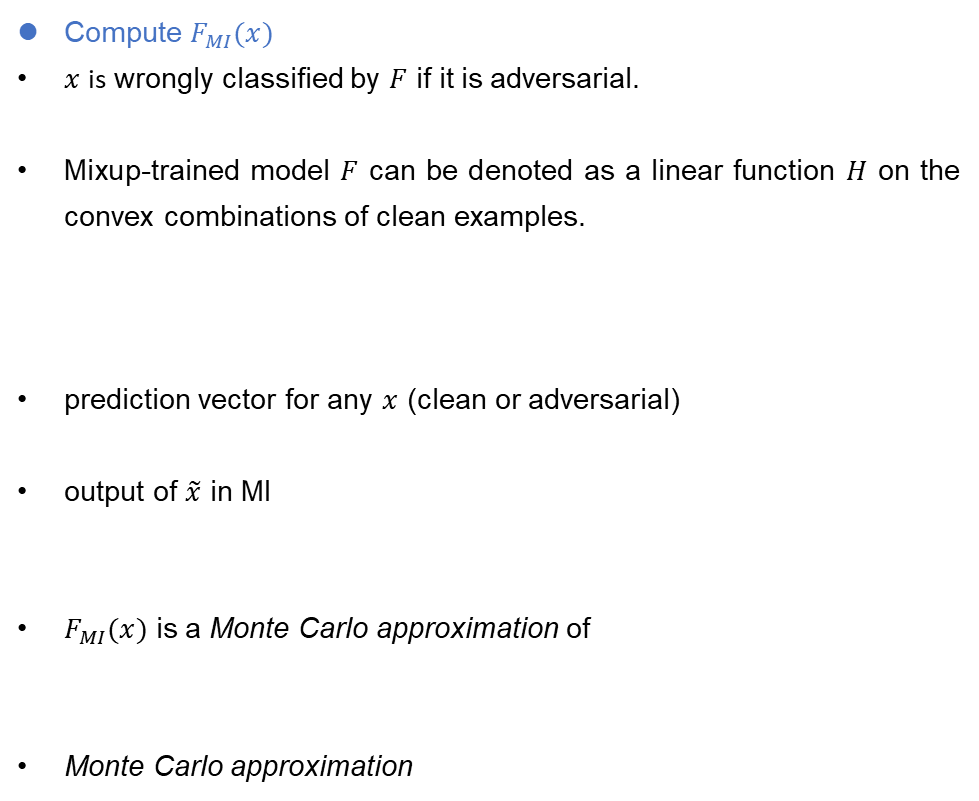 ● Compute F_MI(x)
• x is wrongly classified by F if it is adversarial.
• Mixup-trained model F can be denoted as a linear function H on the
convex combinations of clean examples.
• prediction vector for any x (clean or adversarial)
• output of x̃ in MI
• F_MI(x) is a Monte Carlo approximation of
• Monte Carlo approximation